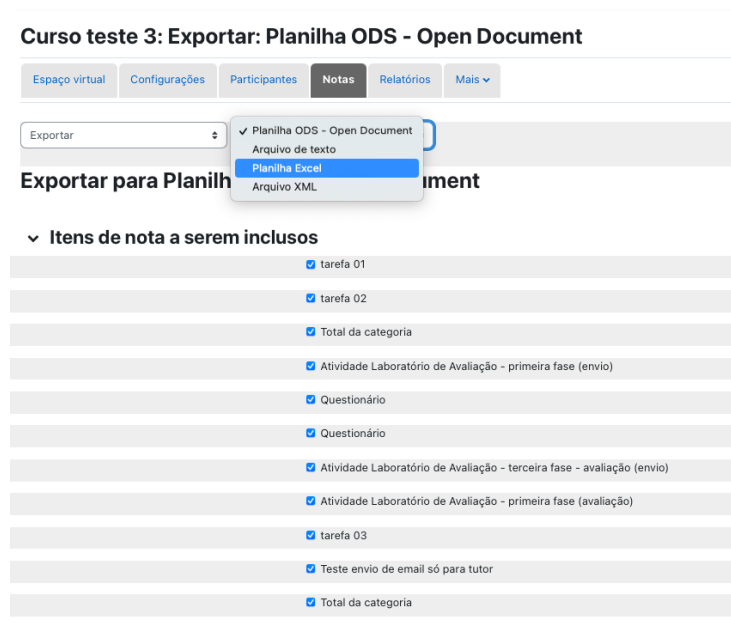 Curso teste 3: Exportar: Planilha ODS - Open Document
Espaço virtual Configurações Participantes Notas Relatórios Mais
Exportar
Planilha ODS - Open Document
Arquivo de texto
Planilha Excel
Arquivo XML
Exportar para Planilh ment
Itens de nota a serem inclusos
tarefa 01
tarefa 02
Total da categoria
Atividade Laboratório de Avaliação - primeira fase (envio)
Questionário
Questionário
Atividade Laboratório de Avaliação - terceira fase - avaliação (envio)
Atividade Laboratório de Avaliação - primeira fase (avaliação)
tarefa 03
Teste envio de email só para tutor
Total da categoria